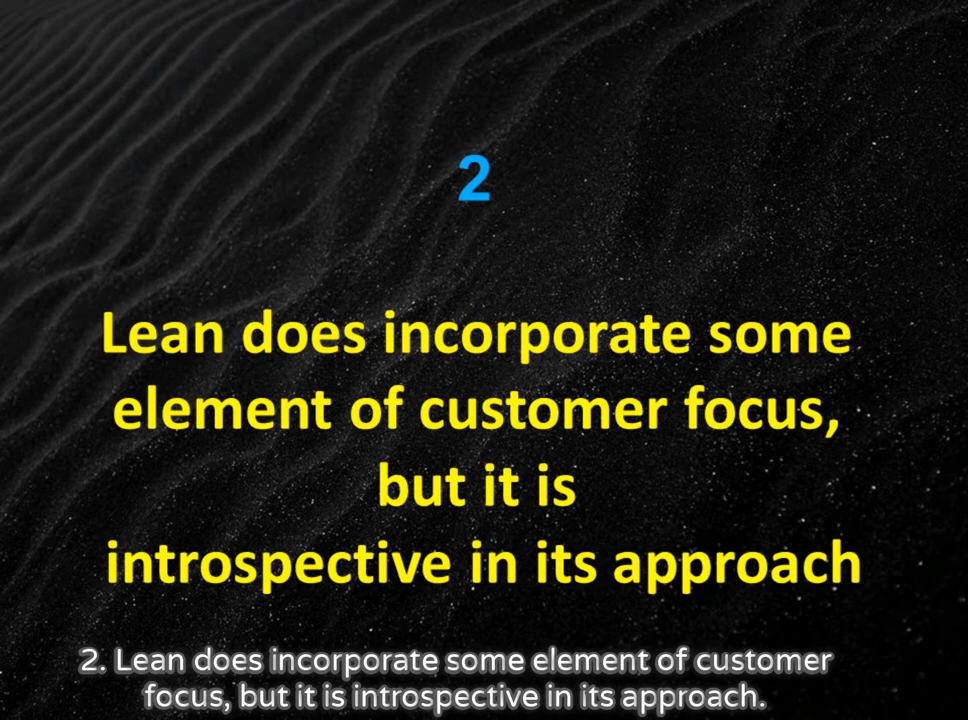 2
Lean does incorporate some
element of customer focus,
but it is
introspective in its approach
2. Lean does incorporate some element of customer
focus, but it is introspective in its approach.